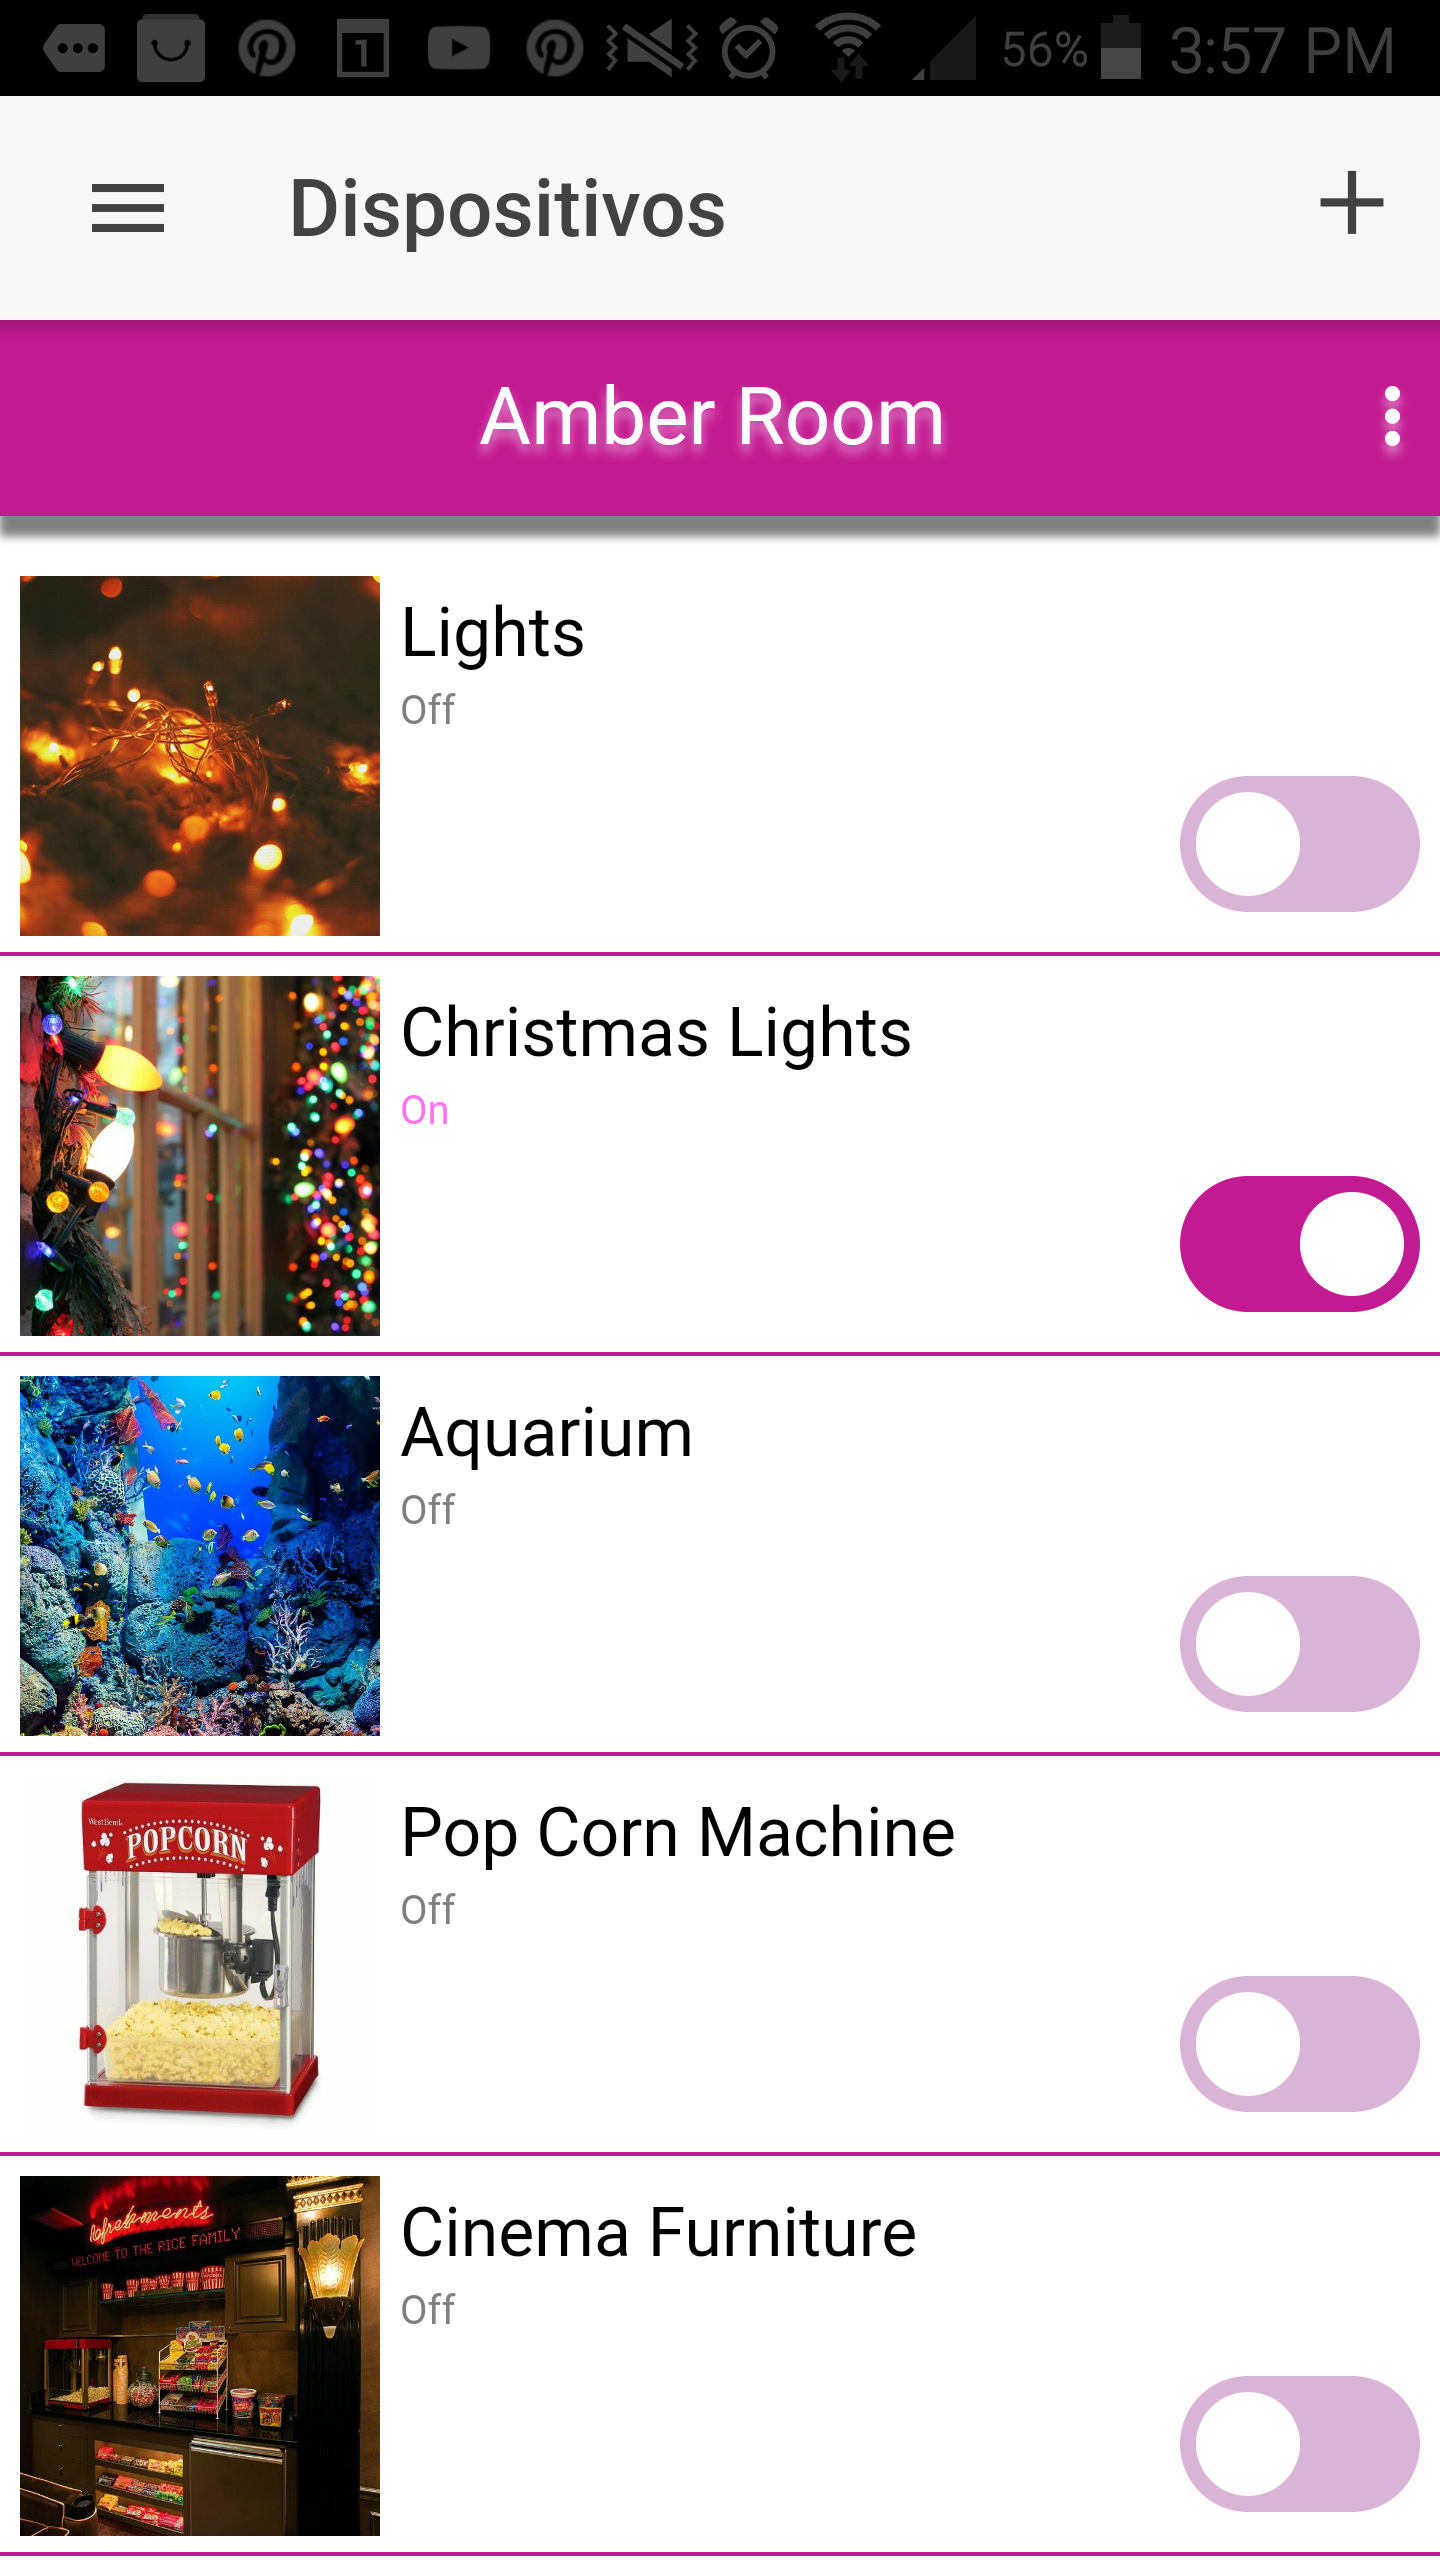 1
56%
3:57 PM
Dispositivos
Amber Room
Lights
Off
Christmas Lights
On
Aquarium
Off
West Bend
POPCORN
Pop Corn Machine
Off
Refreshments
WELCOME TO THE RICE FAMILY
Cinema Furniture
Off